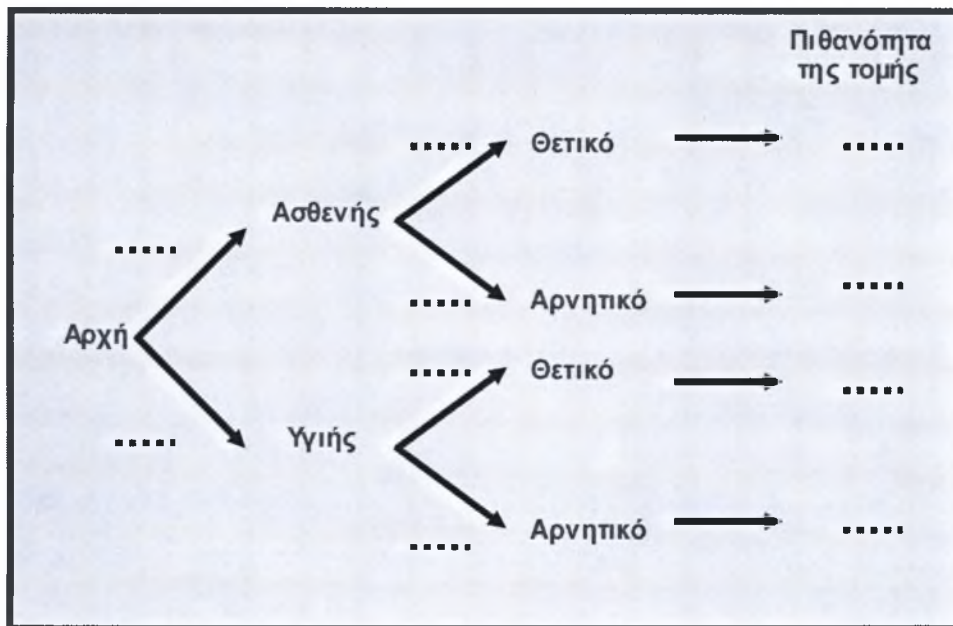 Πιθανότητα
της τομής
Θετικό
Ασθενής
Αρνητικό
Αρχή
Θετικό
Υγιής
Αρνητικό